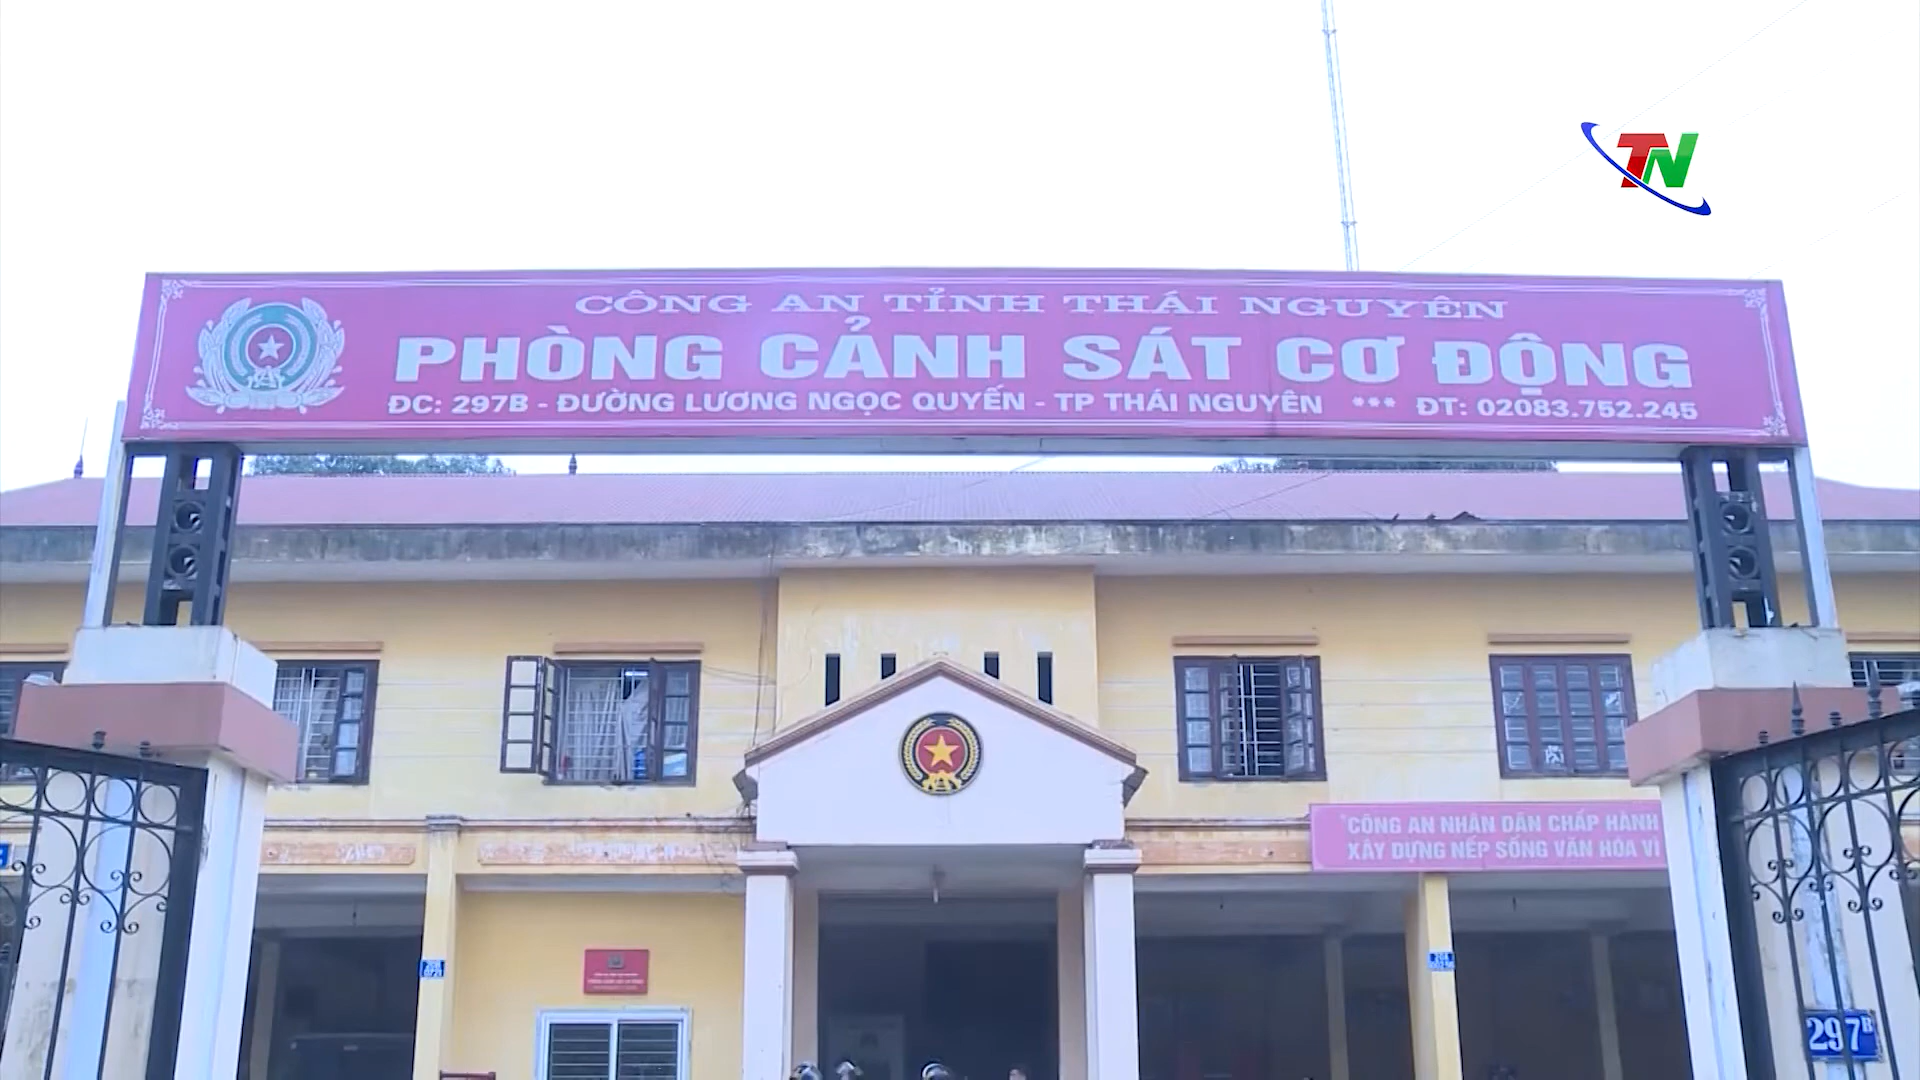 TN
CÔNG AN TỈNH THÁI NGUYÊN
PHÒNG CẢNH SÁT CƠ ĐỘNG
ĐC: 297B - ĐƯỜNG LƯƠNG NGỌC QUYẾN - TP THÁI NGUYÊN *** ĐT: 02083.752.245
"CÔNG AN NHÂN DÂN CHẤP HÀNH
XÂY DỰNG NẾP SỐNG VĂN HÓA VÌ
297B